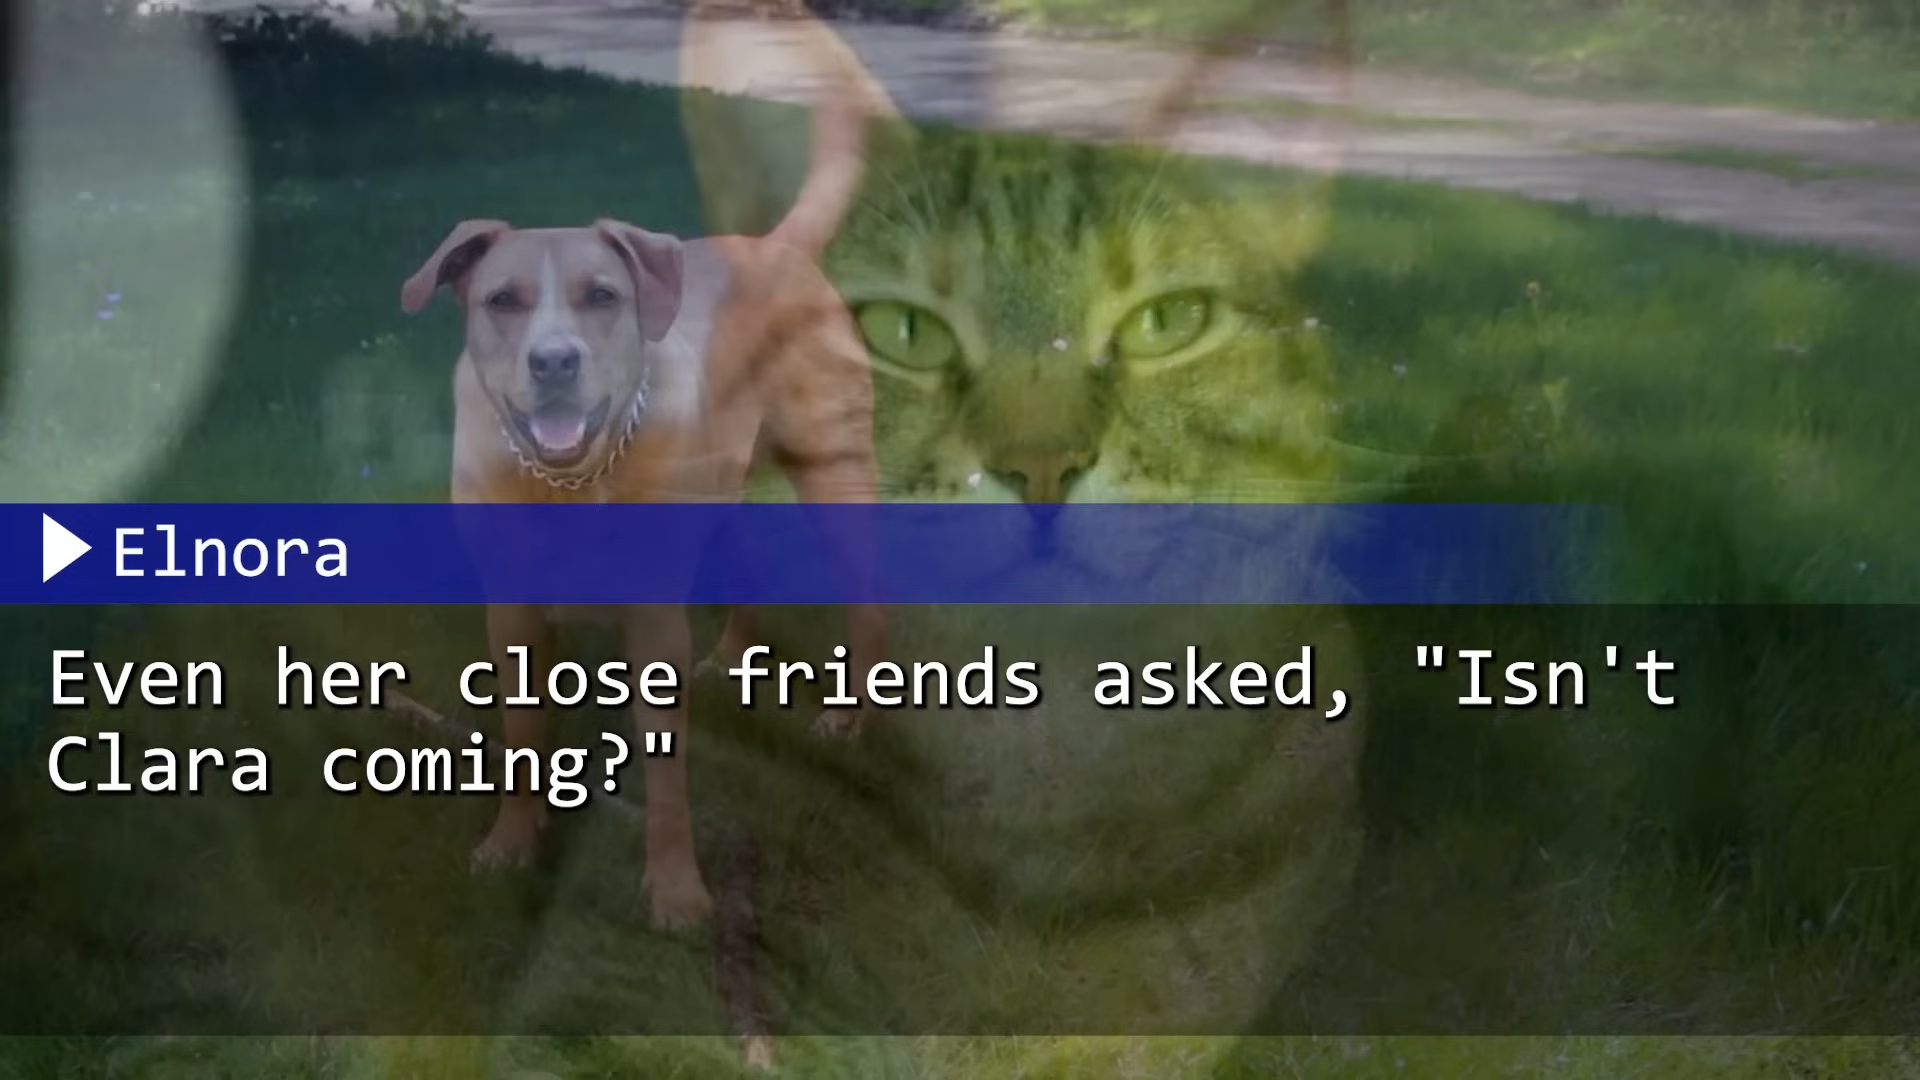 Elnora
Even her close friends asked, "Isn't
Clara coming?"